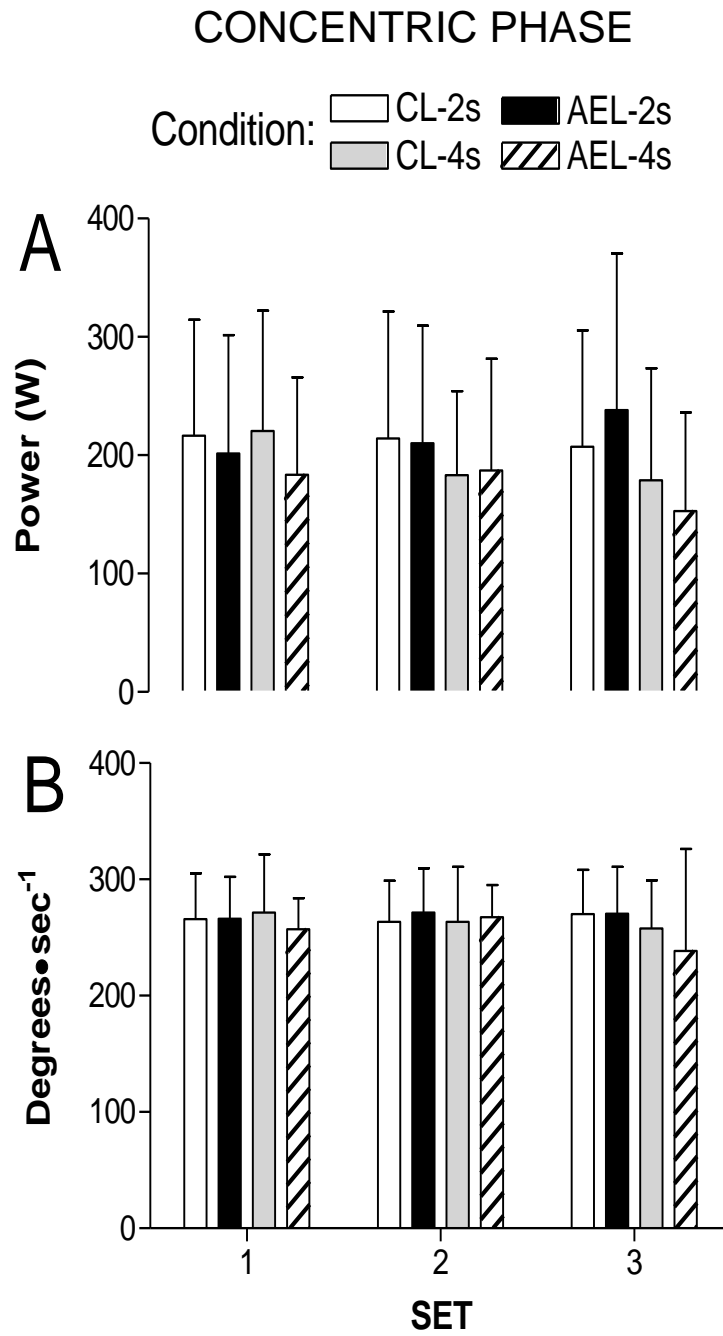 CONCENTRIC PHASE
Condition: CL-2s AEL-2s
CL-4s AEL-4s
A
400
300
200
100
0
Power (W)
B
400
300
200
100
0
Degrees●sec⁻¹
1 2 3
SET